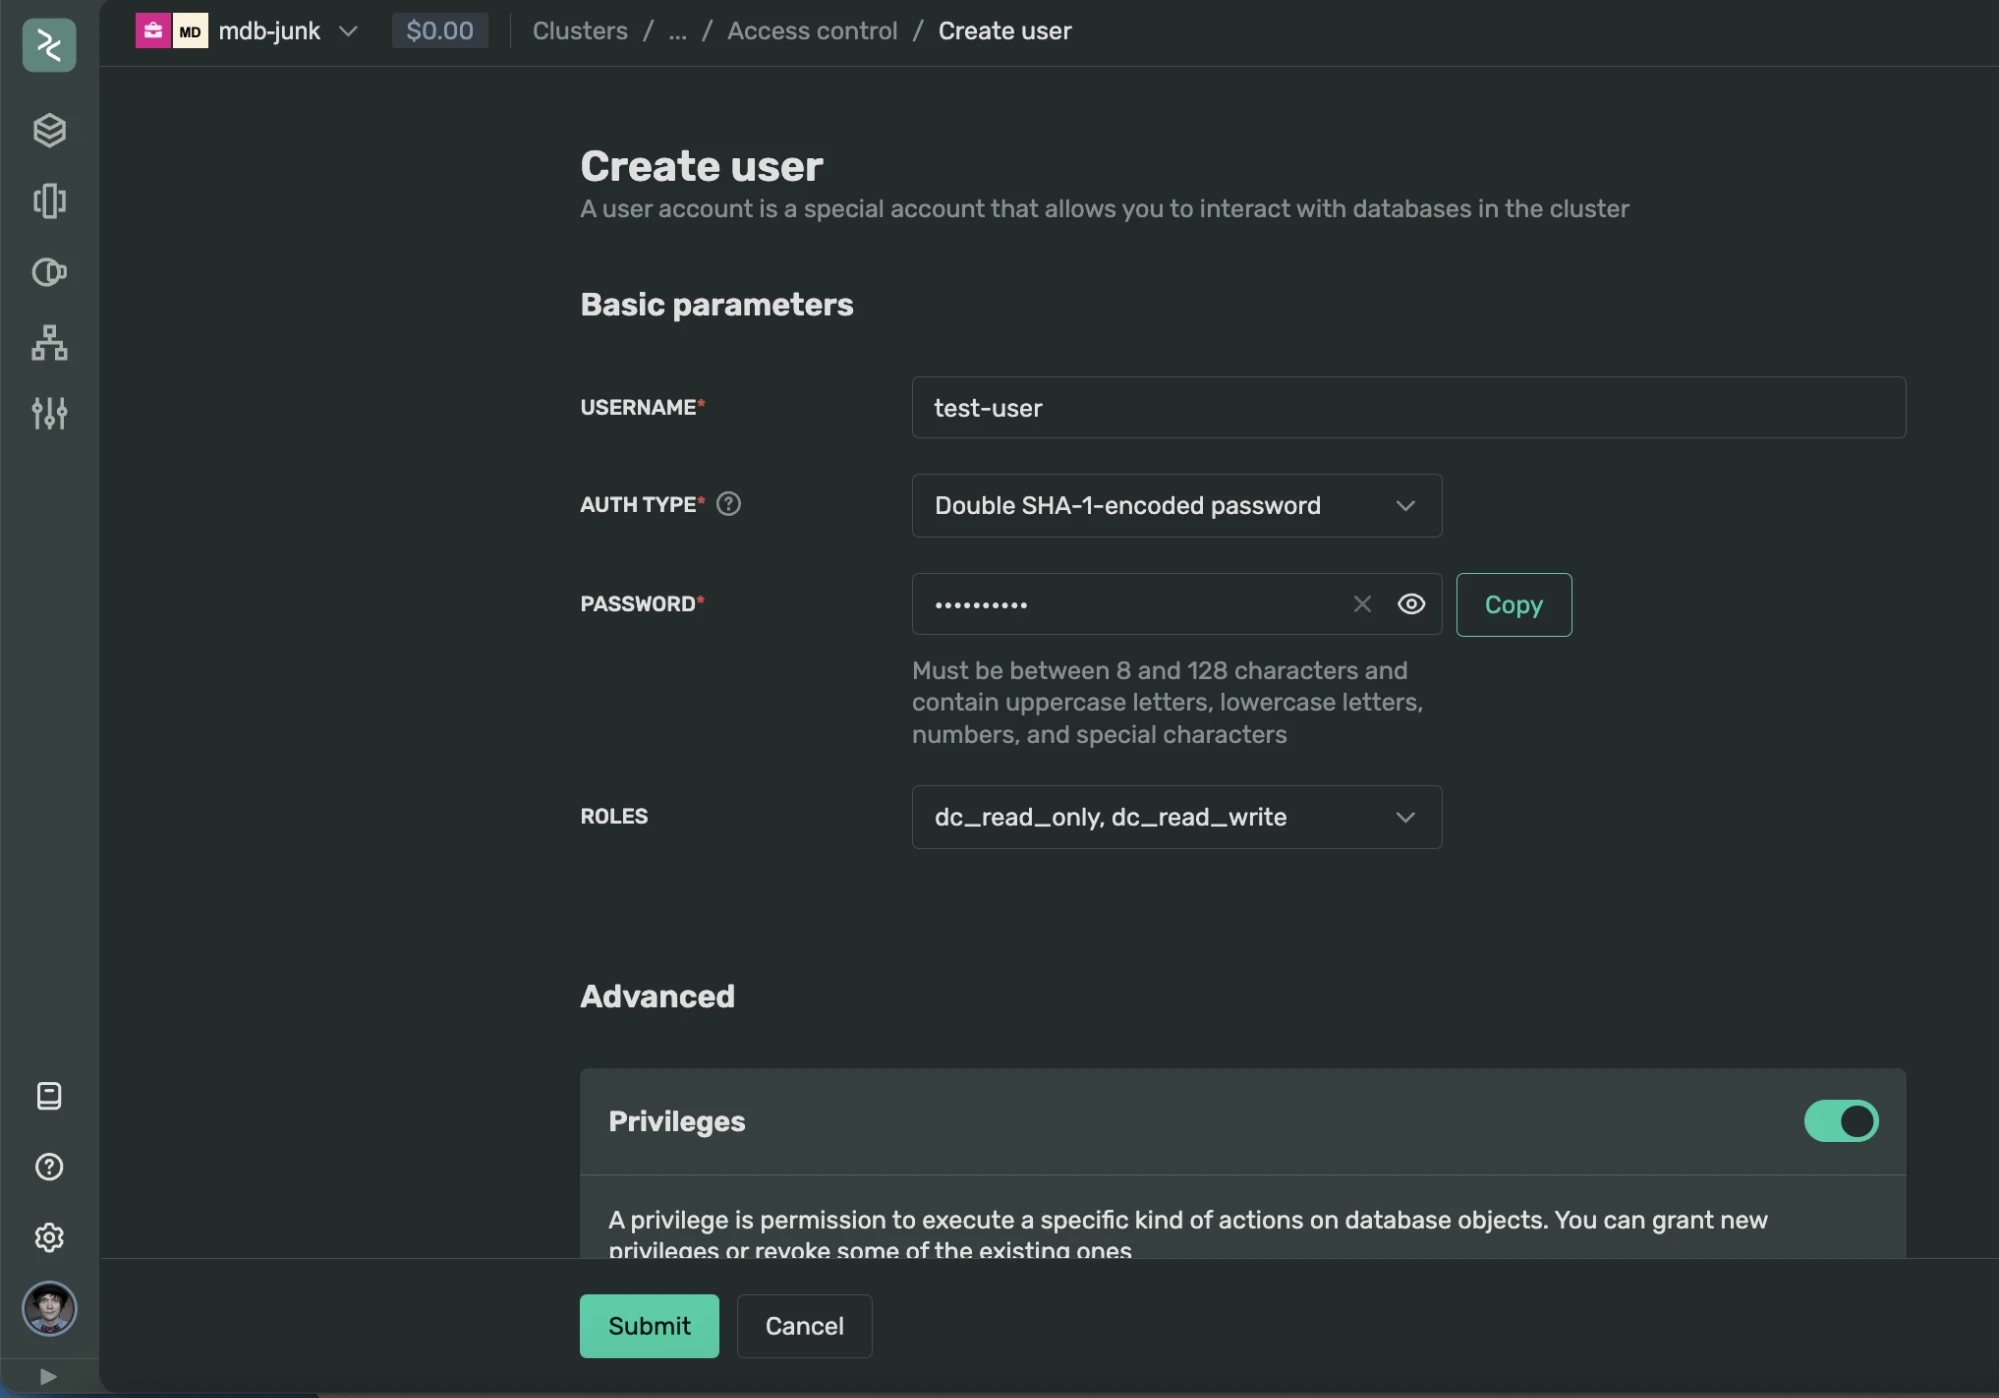 MD mdb-junk $0.00 Clusters / ... / Access control / Create user
Create user
A user account is a special account that allows you to interact with databases in the cluster
Basic parameters
USERNAME* test-user
AUTH TYPE* ? Double SHA-1-encoded password
PASSWORD* •••••••••• Copy
Must be between 8 and 128 characters and
contain uppercase letters, lowercase letters,
numbers, and special characters
ROLES dc_read_only, dc_read_write
Advanced
Privileges
A privilege is permission to execute a specific kind of actions on database objects. You can grant new
privileges or revoke some of the existing ones
Submit Cancel